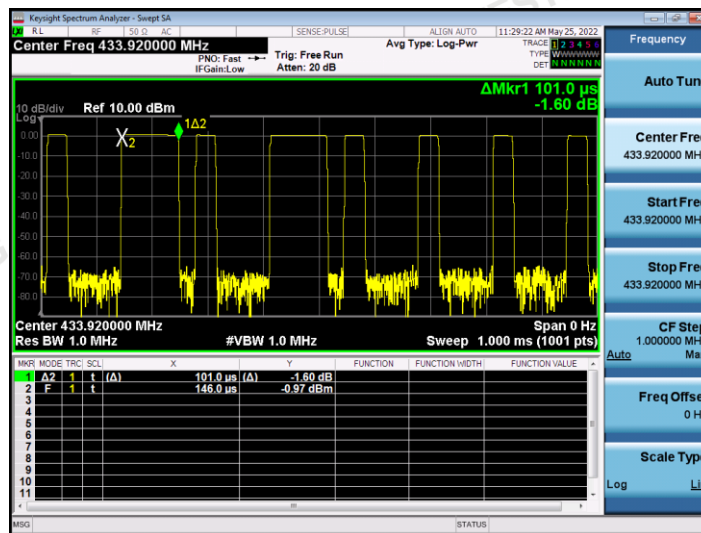 Keysight Spectrum Analyzer - Swept SA
RL RF 50 Ω AC SENSE:PULSE ALIGN AUTO 11:29:22 AM May 25, 2022
Center Freq 433.920000 MHz
PNO: Fast
IFGain:Low
Trig: Free Run
Atten: 20 dB
Avg Type: Log-Pwr
TRACE 1 2 3 4 5 6
TYPE WWWWWW
DET N N N N N N
ΔMkr1 101.0 µs
-1.60 dB
10 dB/div Ref 10.00 dBm
Log
1Δ2
X2
0.00
-10.0
-20.0
-30.0
-40.0
-50.0
-60.0
-70.0
-80.0
Center 433.920000 MHz Span 0 Hz
Res BW 1.0 MHz #VBW 1.0 MHz Sweep 1.000 ms (1001 pts)
MKR MODE TRC SCL X Y FUNCTION FUNCTION WIDTH FUNCTION VALUE
1 Δ2 1 t (Δ) 101.0 µs (Δ) -1.60 dB
2 F 1 t 146.0 µs -0.97 dBm
3
4
5
6
7
8
9
10
11
MSG STATUS
Frequency
Auto Tun
Center Fre
433.920000 MH
Start Fre
433.920000 MH
Stop Fre
433.920000 MH
CF Step
1.000000 MH
Auto Ma
Freq Offse
0 H
Scale Typ
Log Li